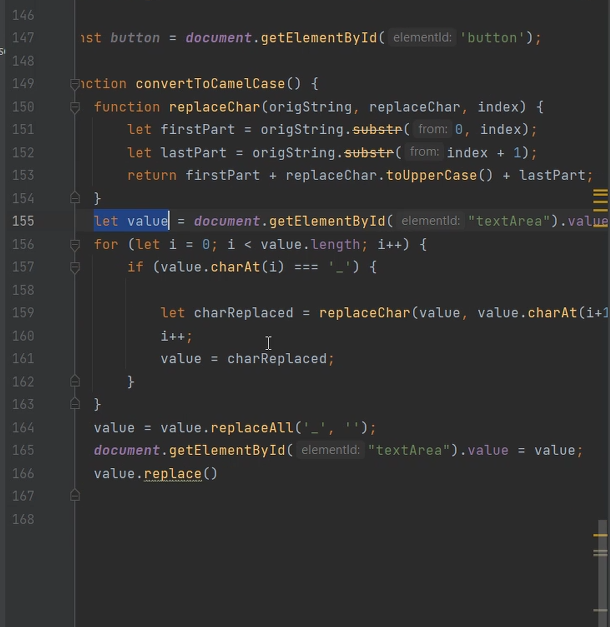 146
147 nst button = document.getElementById( elementId: 'button');
148
149 nction convertToCamelCase() {
150 function replaceChar(origString, replaceChar, index) {
151 let firstPart = origString.substr( from: 0, index);
152 let lastPart = origString.substr( from: index + 1);
153 return firstPart + replaceChar.toUpperCase() + lastPart;
154 }
155 let value = document.getElementById( elementId: "textArea").value
156 for (let i = 0; i < value.length; i++) {
157 if (value.charAt(i) === '_') {
158
159 let charReplaced = replaceChar(value, value.charAt(i+1
160 i++;
161 value = charReplaced;
162 }
163 }
164 value = value.replaceAll('_', '');
165 document.getElementById( elementId: "textArea").value = value;
166 value.replace()
167
168